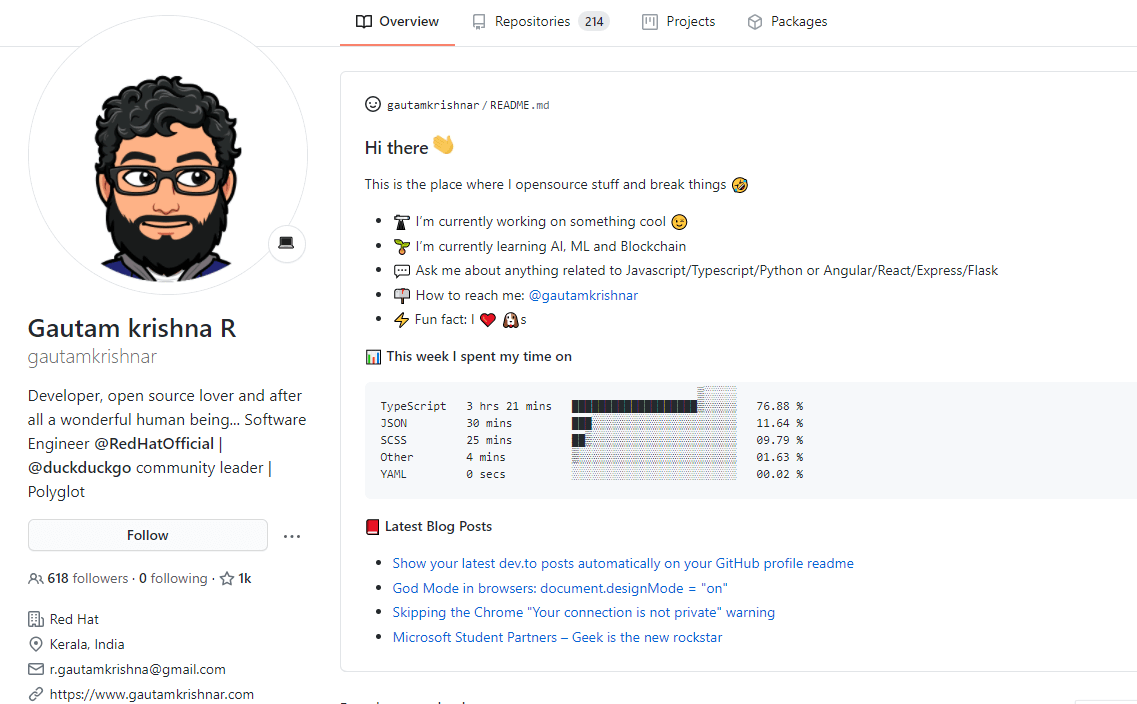 Overview Repositories 214 Projects Packages
gautamkrishnar/README.md
Hi there 👋
This is the place where I opensource stuff and break things 🤣
I’m currently working on something cool 😉
🌱 I’m currently learning AI, ML and Blockchain
💬 Ask me about anything related to Javascript/Typescript/Python or Angular/React/Express/Flask
📫 How to reach me: @gautamkrishnar
⚡ Fun fact: I ❤️ 🐶s
📊 This week I spent my time on
TypeScript 3 hrs 21 mins 76.88 %
JSON 30 mins 11.64 %
SCSS 25 mins 09.79 %
Other 4 mins 01.63 %
YAML 0 secs 00.02 %
📕 Latest Blog Posts
Show your latest dev.to posts automatically on your GitHub profile readme
God Mode in browsers: document.designMode = "on"
Skipping the Chrome "Your connection is not private" warning
Microsoft Student Partners – Geek is the new rockstar
Gautam krishna R
gautamkrishnar
Developer, open source lover and after
all a wonderful human being... Software
Engineer @RedHatOfficial |
@duckduckgo community leader |
Polyglot
Follow
618 followers · 0 following · 1k
Red Hat
Kerala, India
r.gautamkrishna@gmail.com
https://www.gautamkrishnar.com